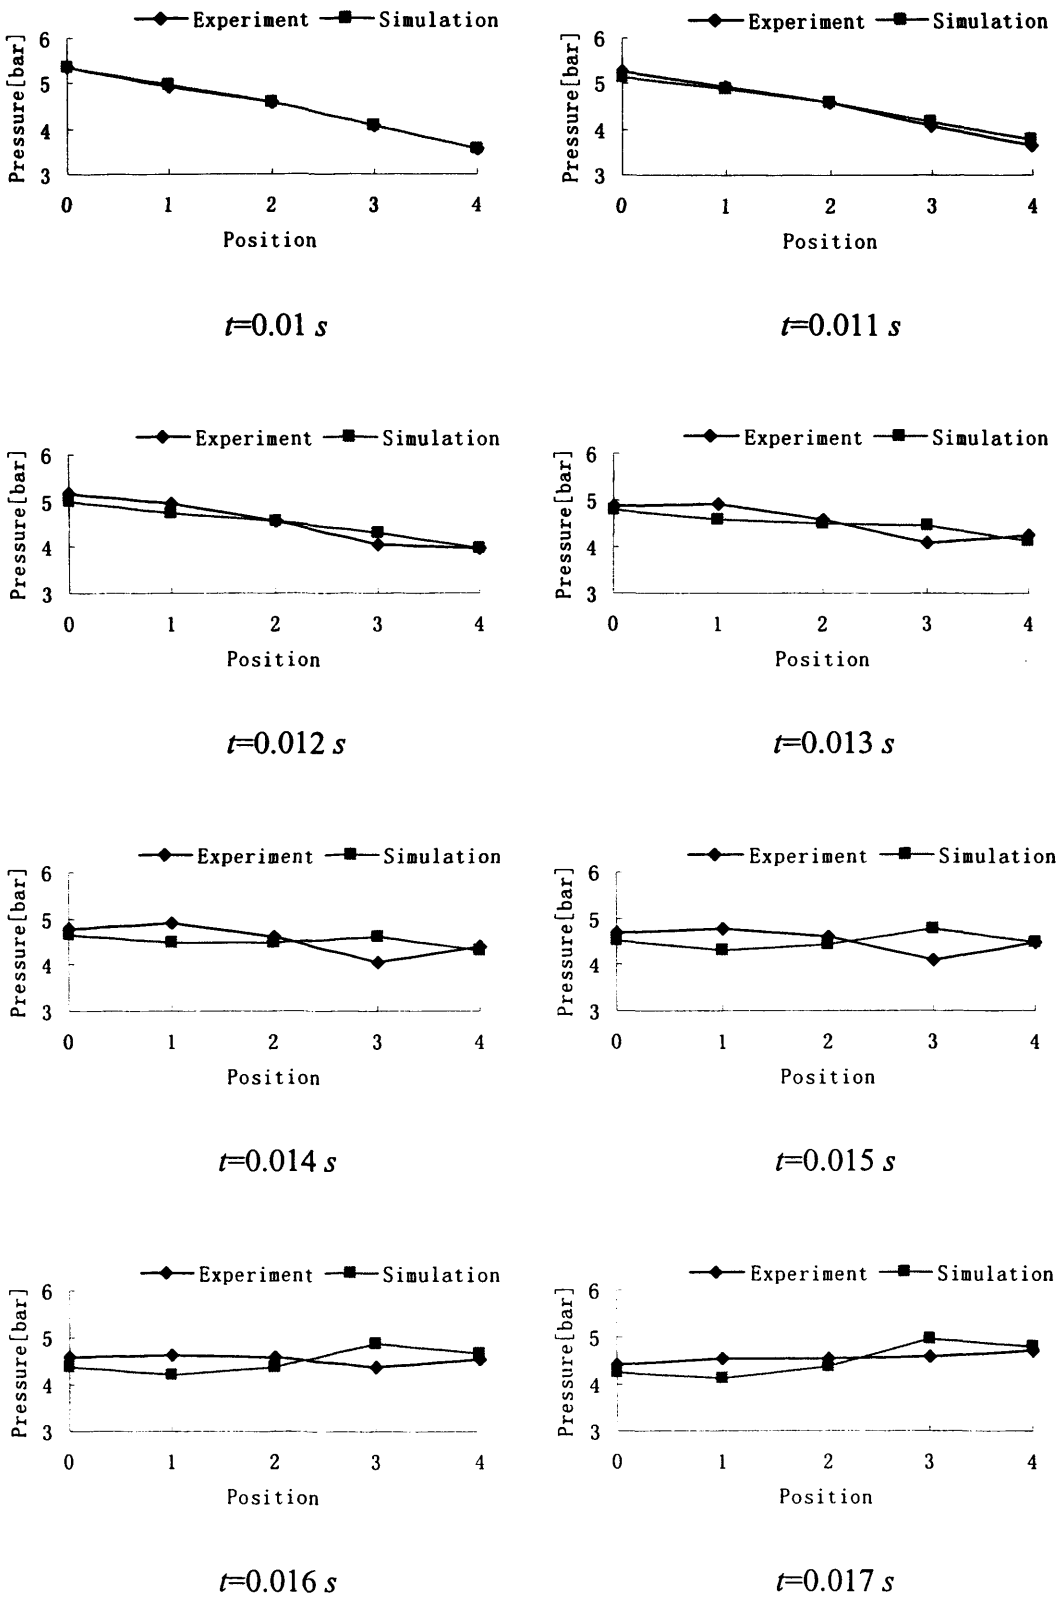 Experiment Simulation
Pressure[bar]
6
5
4
3
0 1 2 3 4
Position
t=0.01 s
Experiment Simulation
Pressure[bar]
6
5
4
3
0 1 2 3 4
Position
t=0.011 s
Experiment Simulation
Pressure[bar]
6
5
4
3
0 1 2 3 4
Position
t=0.012 s
Experiment Simulation
Pressure[bar]
6
5
4
3
0 1 2 3 4
Position
t=0.013 s
Experiment Simulation
Pressure[bar]
6
5
4
3
0 1 2 3 4
Position
t=0.014 s
Experiment Simulation
Pressure[bar]
6
5
4
3
0 1 2 3 4
Position
t=0.015 s
Experiment Simulation
Pressure[bar]
6
5
4
3
0 1 2 3 4
Position
t=0.016 s
Experiment Simulation
Pressure[bar]
6
5
4
3
0 1 2 3 4
Position
t=0.017 s